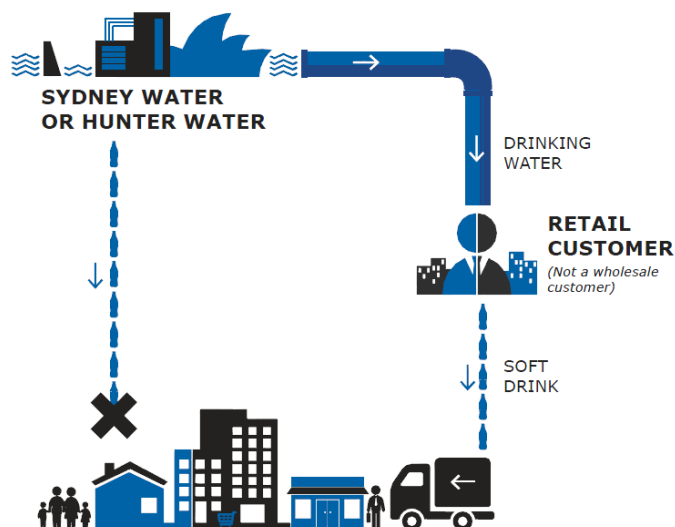 SYDNEY WATER
OR HUNTER WATER
DRINKING
WATER
RETAIL
CUSTOMER
(Not a wholesale
customer)
SOFT
DRINK